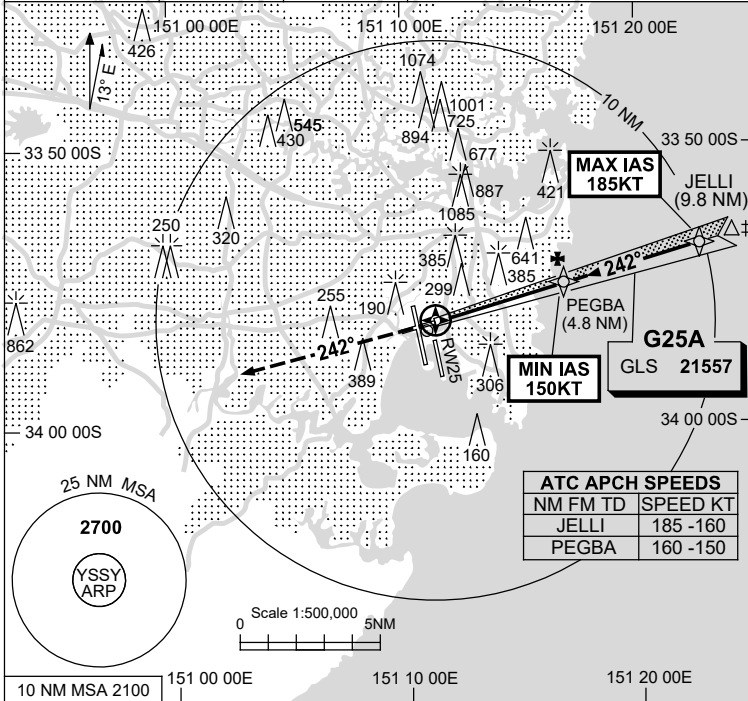 151 00 00E
151 10 00E
151 20 00E
426
13° E
1074
1001
725
894
545
430
677
10 NM
33 50 00S
33 50 00S
MAX IAS
185KT
JELLI
(9.8 NM)
421
887
1085
320
250
641
385
385
242°
299
PEGBA
(4.8 NM)
190
255
862
242°
389
RW25
306
MIN IAS
150KT
G25A
GLS 21557
34 00 00S
34 00 00S
160
25 NM MSA
2700
YSSY
ARP
ATC APCH SPEEDS
NM FM TD SPEED KT
JELLI 185 -160
PEGBA 160 -150
Scale 1:500,000
0 5NM
10 NM MSA 2100
151 00 00E
151 10 00E
151 20 00E